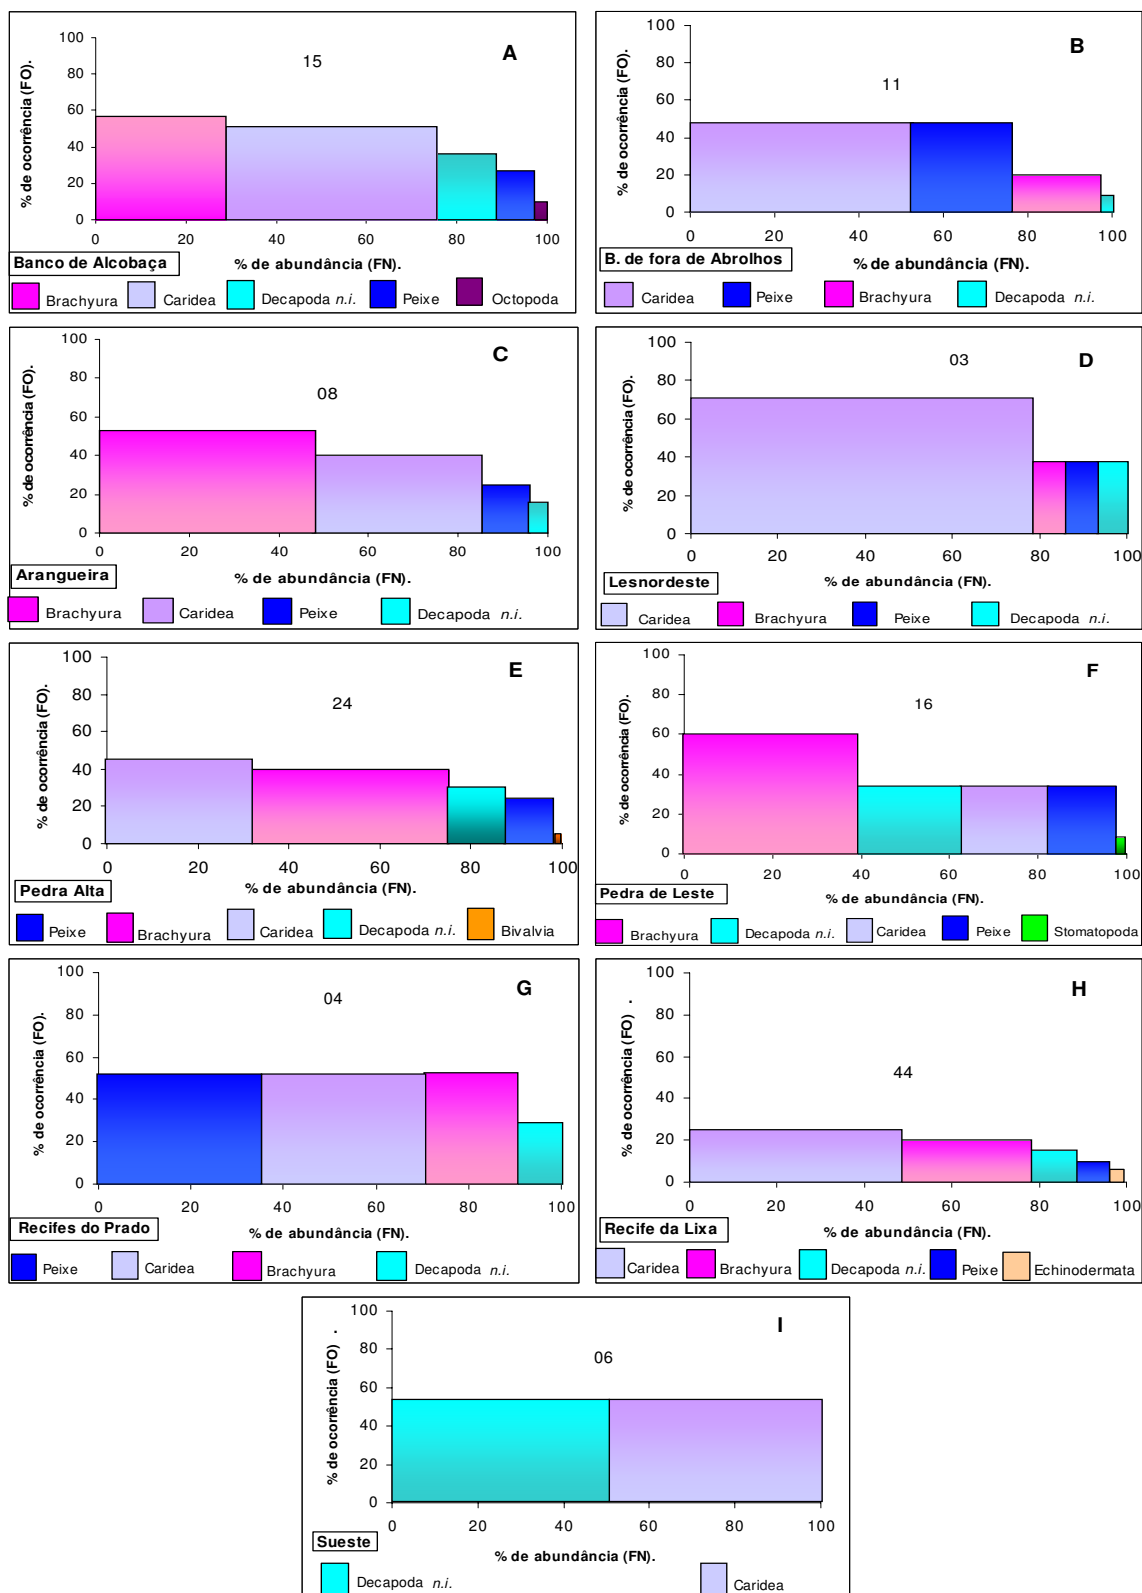 A
15
% de ocorrência (FO).
100
80
60
40
20
0
0 20 40 60 80 100
Banco de Alcobaça
% de abundância (FN).
Brachyura Caridea Decapoda n.i. Peixe Octopoda
B
11
% de ocorrência (FO).
100
80
60
40
20
0
0 20 40 60 80 100
B. de fora de Abrolhos
% de abundância (FN).
Caridea Peixe Brachyura Decapoda n.i.
C
08
% de ocorrência (FO).
100
80
60
40
20
0
0 20 40 60 80 100
Arangueira
% de abundância (FN).
Brachyura Caridea Peixe Decapoda n.i.
D
03
% de ocorrência (FO).
100
80
60
40
20
0
0 20 40 60 80 100
Lesnordeste
% de abundância (FN).
Caridea Brachyura Peixe Decapoda n.i.
E
24
% de ocorrência (FO).
100
80
60
40
20
0
0 20 40 60 80 100
Pedra Alta
% de abundância (FN).
Peixe Brachyura Caridea Decapoda n.i. Bivalvia
F
16
% de ocorrência (FO).
100
80
60
40
20
0
0 20 40 60 80 100
Pedra de Leste
% de abundância (FN).
Brachyura Decapoda n.i. Caridea Peixe Stomatopoda
G
04
% de ocorrência (FO).
100
80
60
40
20
0
0 20 40 60 80 100
Recifes do Prado
% de abundância (FN).
Peixe Caridea Brachyura Decapoda n.i.
H
44
% de ocorrência (FO) .
100
80
60
40
20
0
0 20 40 60 80 100
Recife da Lixa
% de abundância (FN).
Caridea Brachyura Decapoda n.i. Peixe Echinodermata
I
06
% de ocorrência (FO) .
100
80
60
40
20
0
0 20 40 60 80 100
Sueste
% de abundância (FN).
Decapoda n.i. Caridea